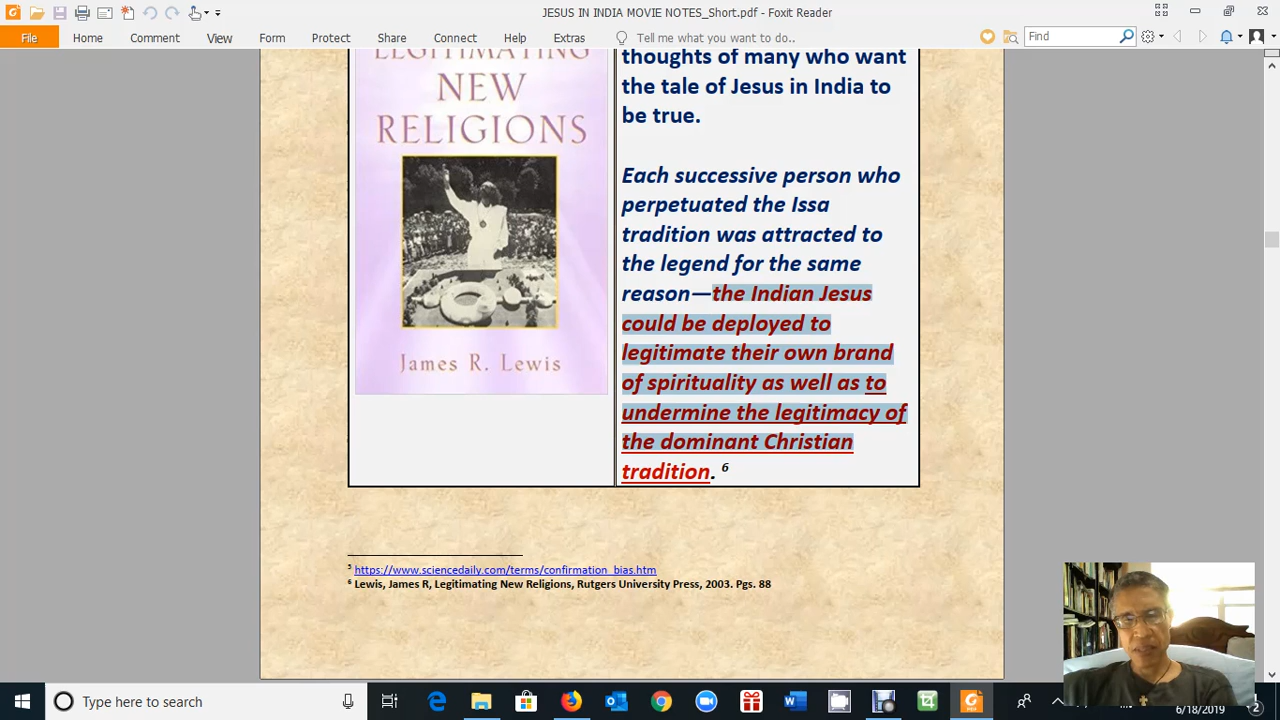 JESUS IN INDIA MOVIE NOTES_Short.pdf - Foxit Reader
File Home Comment View Form Protect Share Connect Help Extras Tell me what you want to do.. Find
LEGITIMATING
NEW
RELIGIONS
James R. Lewis
thoughts of many who want
the tale of Jesus in India to
be true.
Each successive person who
perpetuated the Issa
tradition was attracted to
the legend for the same
reason—the Indian Jesus
could be deployed to
legitimate their own brand
of spirituality as well as to
undermine the legitimacy of
the dominant Christian
tradition. 6
5 https://www.sciencedaily.com/terms/confirmation_bias.htm
6 Lewis, James R, Legitimating New Religions, Rutgers University Press, 2003. Pgs. 88
Type here to search
6/18/2019